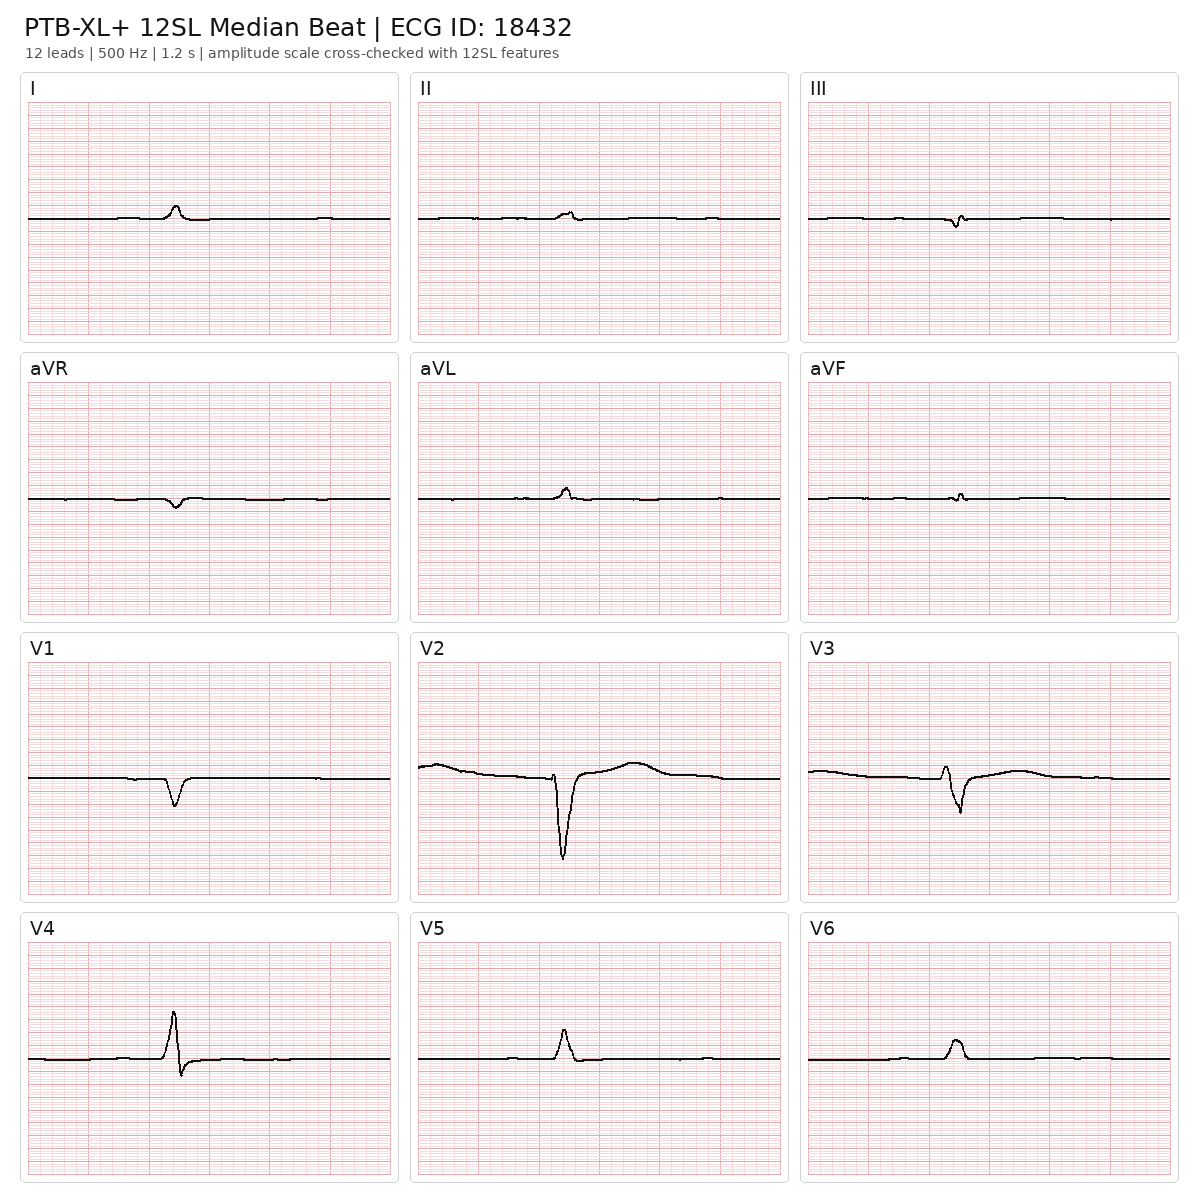 PTB-XL+ 12SL Median Beat | ECG ID: 18432
12 leads | 500 Hz | 1.2 s | amplitude scale cross-checked with 12SL features
I
II
III
aVR
aVL
aVF
V1
V2
V3
V4
V5
V6